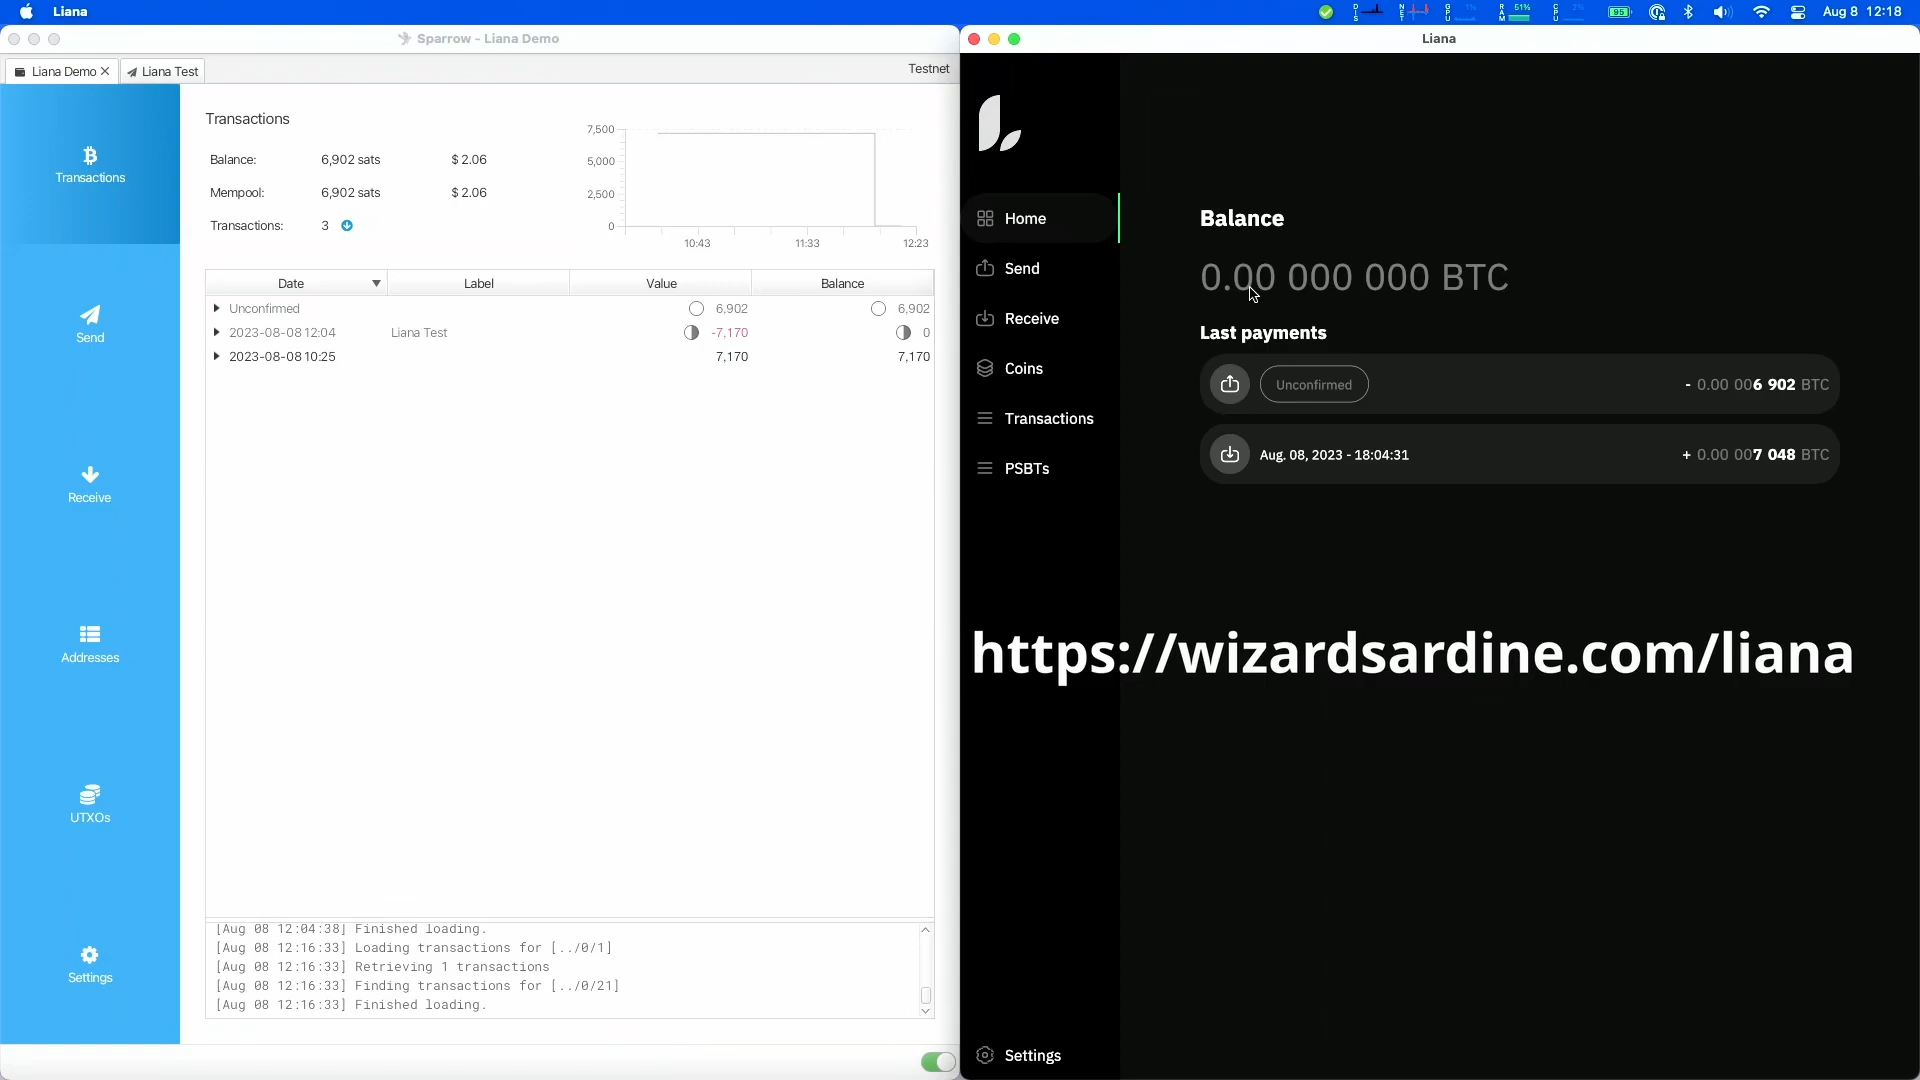 Liana
Aug 8 12:18
Sparrow - Liana Demo
Liana
Liana Demo
Liana Test
Testnet
Transactions
Send
Receive
Addresses
UTXOs
Settings
Transactions
Balance: 6,902 sats $ 2.06
Mempool: 6,902 sats $ 2.06
Transactions: 3
7,500
5,000
2,500
0
10:43 11:33 12:23
Date Label Value Balance
Unconfirmed 6,902 6,902
2023-08-08 12:04 Liana Test -7,170 0
2023-08-08 10:25 7,170 7,170
[Aug 08 12:04:38] Finished loading.
[Aug 08 12:16:33] Loading transactions for [../0/1]
[Aug 08 12:16:33] Retrieving 1 transactions
[Aug 08 12:16:33] Finding transactions for [../0/21]
[Aug 08 12:16:33] Finished loading.
Home
Send
Receive
Coins
Transactions
PSBTs
Settings
Balance
0.00 000 000 BTC
Last payments
Unconfirmed - 0.00 006 902 BTC
Aug. 08, 2023 - 18:04:31 + 0.00 007 048 BTC
https://wizardsardine.com/liana